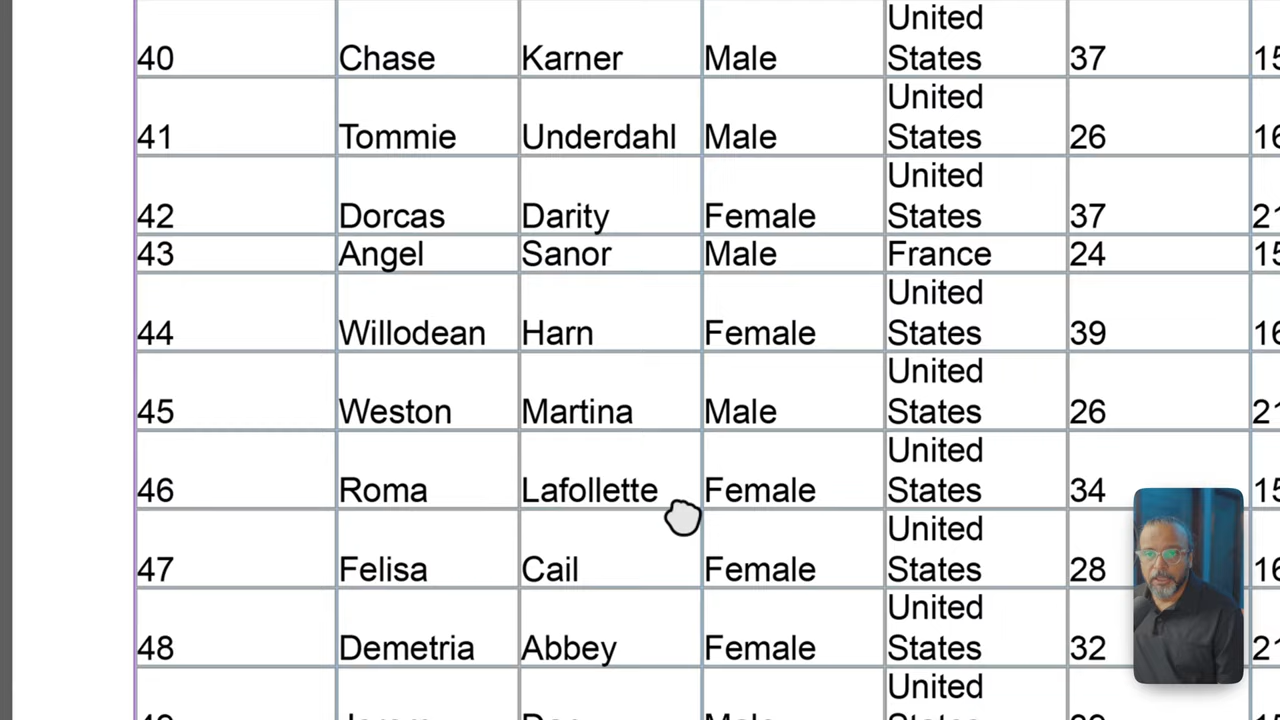 United
40 Chase Karner Male States 37
United
41 Tommie Underdahl Male States 26
United
42 Dorcas Darity Female States 37
43 Angel Sanor Male France 24
United
44 Willodean Harn Female States 39
United
45 Weston Martina Male States 26
United
46 Roma Lafollette Female States 34
United
47 Felisa Cail Female States 28
United
48 Demetria Abbey Female States 32
United